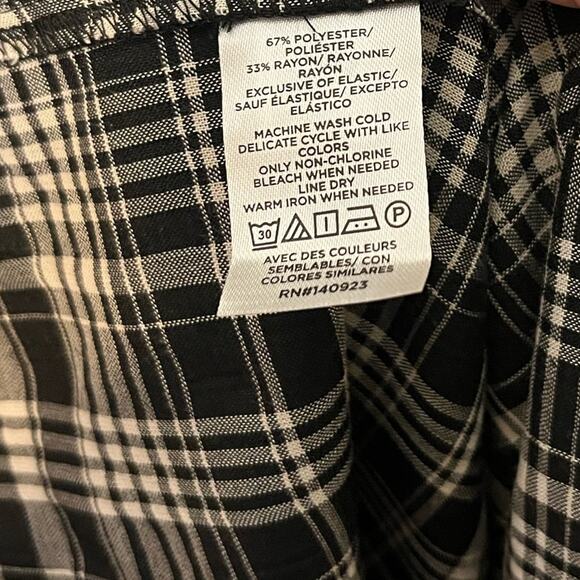 67% POLYESTER/
POLIÉSTER
33% RAYON/ RAYONNE/
RAYÓN
EXCLUSIVE OF ELASTIC/
SAUF ÉLASTIQUE/ EXCEPTO
ELÁSTICO
MACHINE WASH COLD
DELICATE CYCLE WITH LIKE
COLORS
ONLY NON-CHLORINE
BLEACH WHEN NEEDED
LINE DRY
WARM IRON WHEN NEEDED
30 P
AVEC DES COULEURS
SEMBLABLES/ CON
COLORES SIMILARES
RN#140923